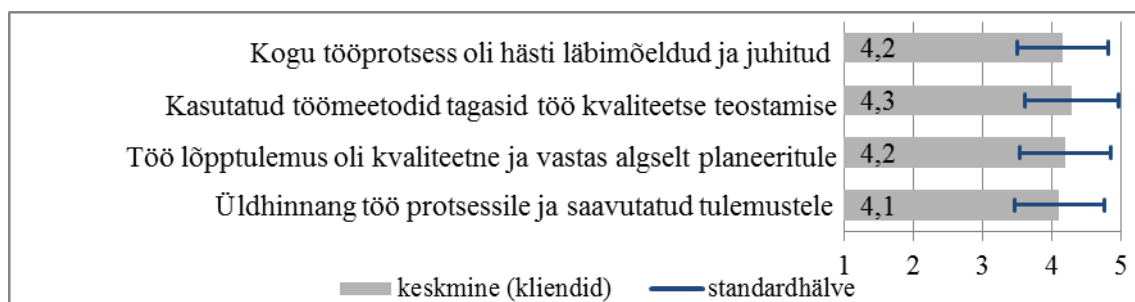 Kogu tööprotsess oli hästi läbimõeldud ja juhitud 4,2
Kasutatud töömeetodid tagasid töö kvaliteetse teostamise 4,3
Töö lõpptulemus oli kvaliteetne ja vastas algselt planeeritule 4,2
Üldhinnang töö protsessile ja saavutatud tulemustele 4,1
1 2 3 4 5
keskmine (kliendid) standardhälve